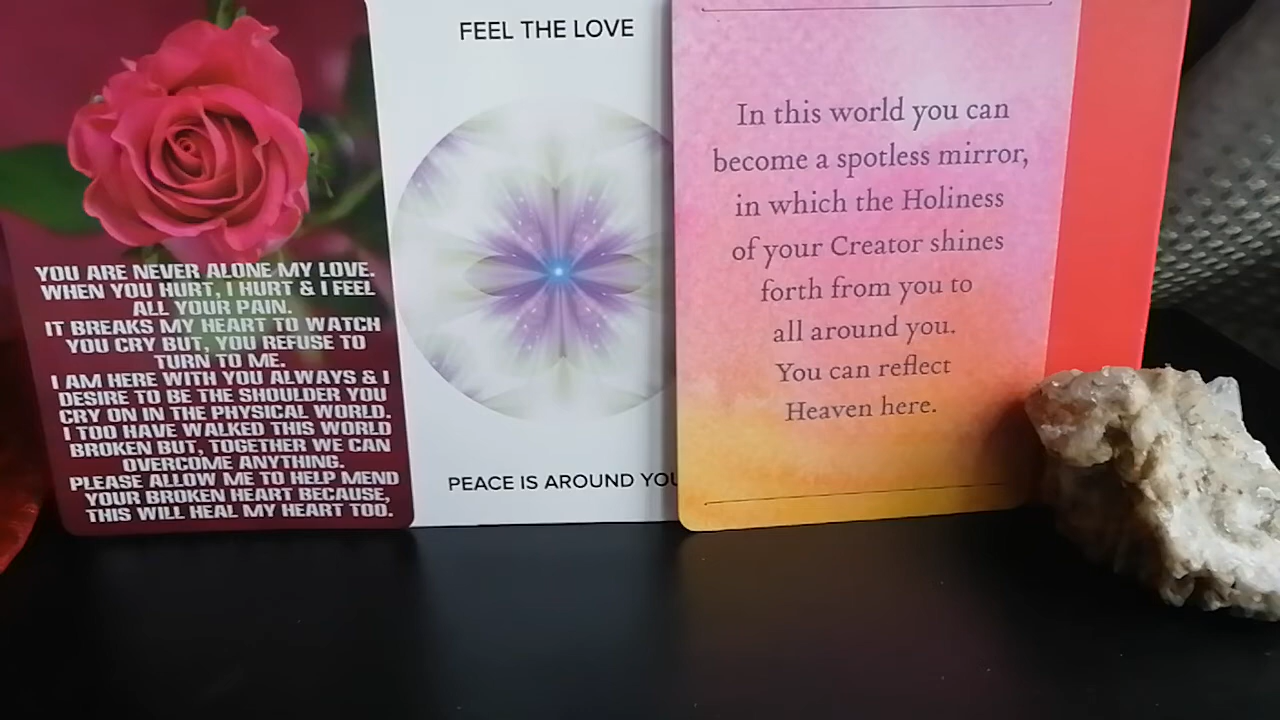 YOU ARE NEVER ALONE MY LOVE.
WHEN YOU HURT, I HURT & I FEEL
ALL YOUR PAIN.
IT BREAKS MY HEART TO WATCH
YOU CRY BUT, YOU REFUSE TO
TURN TO ME.
I AM HERE WITH YOU ALWAYS & I
DESIRE TO BE THE SHOULDER YOU
CRY ON IN THE PHYSICAL WORLD.
I TOO HAVE WALKED THIS WORLD
BROKEN BUT, TOGETHER WE CAN
OVERCOME ANYTHING.
PLEASE ALLOW ME TO HELP MEND
YOUR BROKEN HEART BECAUSE,
THIS WILL HEAL MY HEART TOO.
FEEL THE LOVE
PEACE IS AROUND YOU
In this world you can
become a spotless mirror,
in which the Holiness
of your Creator shines
forth from you to
all around you.
You can reflect
Heaven here.